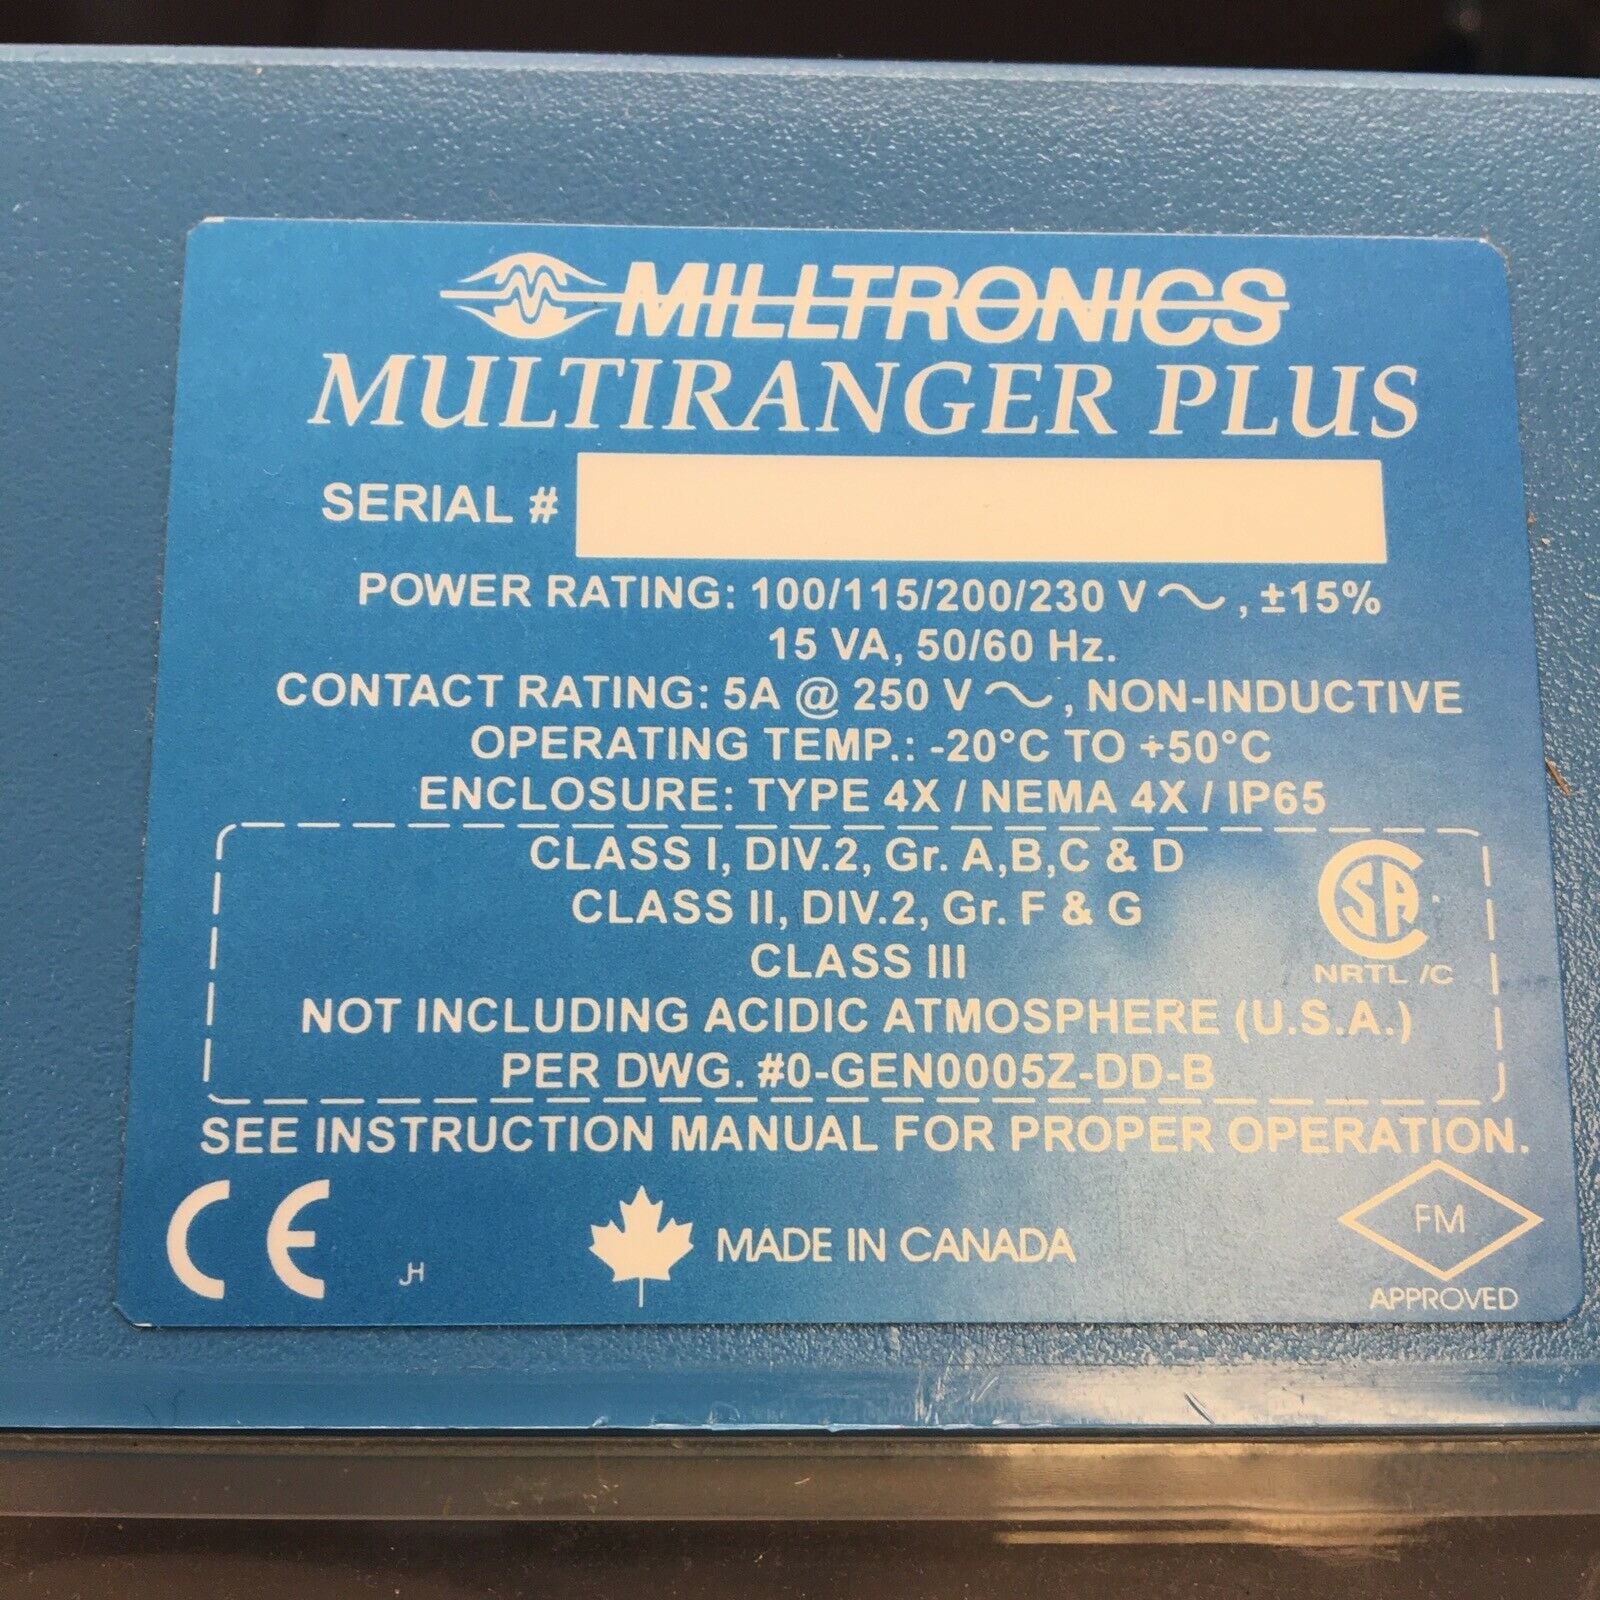 MILLTRONICS
MULTIRANGER PLUS
SERIAL #
POWER RATING: 100/115/200/230 V ~, ±15%
15 VA, 50/60 Hz.
CONTACT RATING: 5A @ 250 V ~, NON-INDUCTIVE
OPERATING TEMP.: -20°C TO +50°C
ENCLOSURE: TYPE 4X / NEMA 4X / IP65
CLASS I, DIV.2, Gr. A,B,C & D
CLASS II, DIV.2, Gr. F & G
CLASS III
NOT INCLUDING ACIDIC ATMOSPHERE (U.S.A.)
PER DWG. #0-GEN0005Z-DD-B
CSA
NRTL /C
SEE INSTRUCTION MANUAL FOR PROPER OPERATION.
CE
JH
MADE IN CANADA
FM
APPROVED